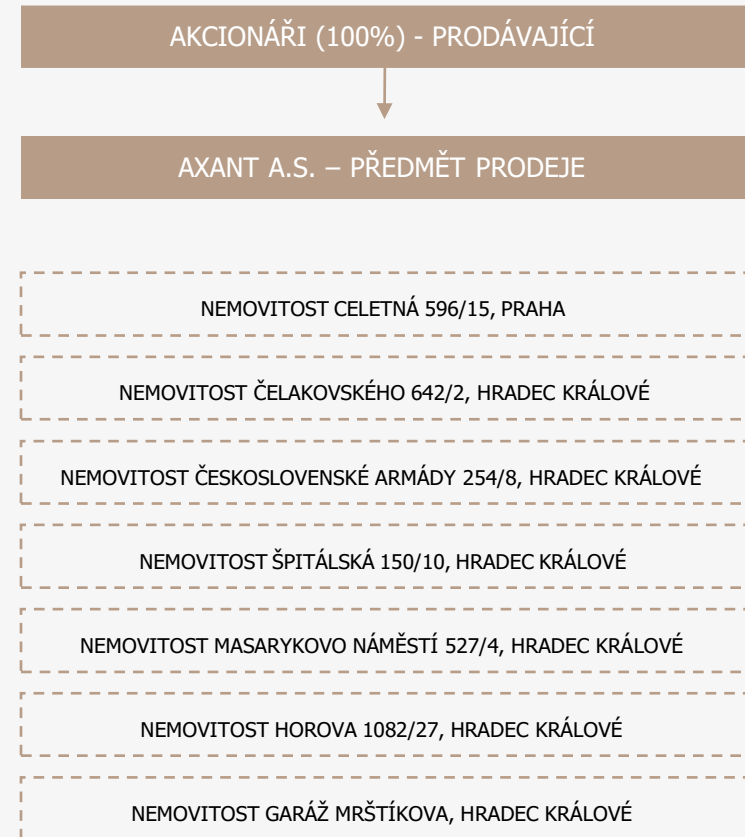 AKCIONÁŘI (100%) - PRODÁVAJÍCÍ
AXANT A.S. – PŘEDMĚT PRODEJE
NEMOVITOST CELETNÁ 596/15, PRAHA
NEMOVITOST ČELAKOVSKÉHO 642/2, HRADEC KRÁLOVÉ
NEMOVITOST ČESKOSLOVENSKÉ ARMÁDY 254/8, HRADEC KRÁLOVÉ
NEMOVITOST ŠPITÁLSKÁ 150/10, HRADEC KRÁLOVÉ
NEMOVITOST MASARYKOVO NÁMĚSTÍ 527/4, HRADEC KRÁLOVÉ
NEMOVITOST HOROVA 1082/27, HRADEC KRÁLOVÉ
NEMOVITOST GARÁŽ MRŠTÍKOVA, HRADEC KRÁLOVÉ